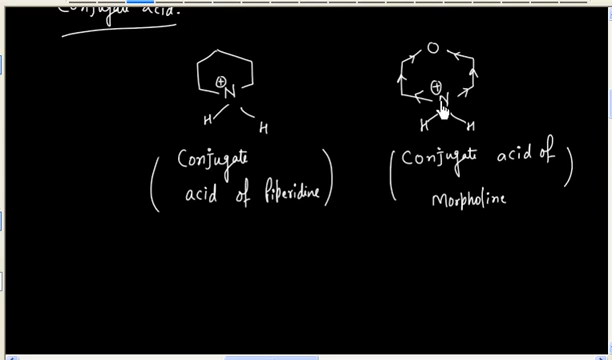 Conjugate acid.
O
⊕ ⊕
N N
H H H H
(Conjugate acid of Piperidine)
(Conjugate acid of Morpholine)